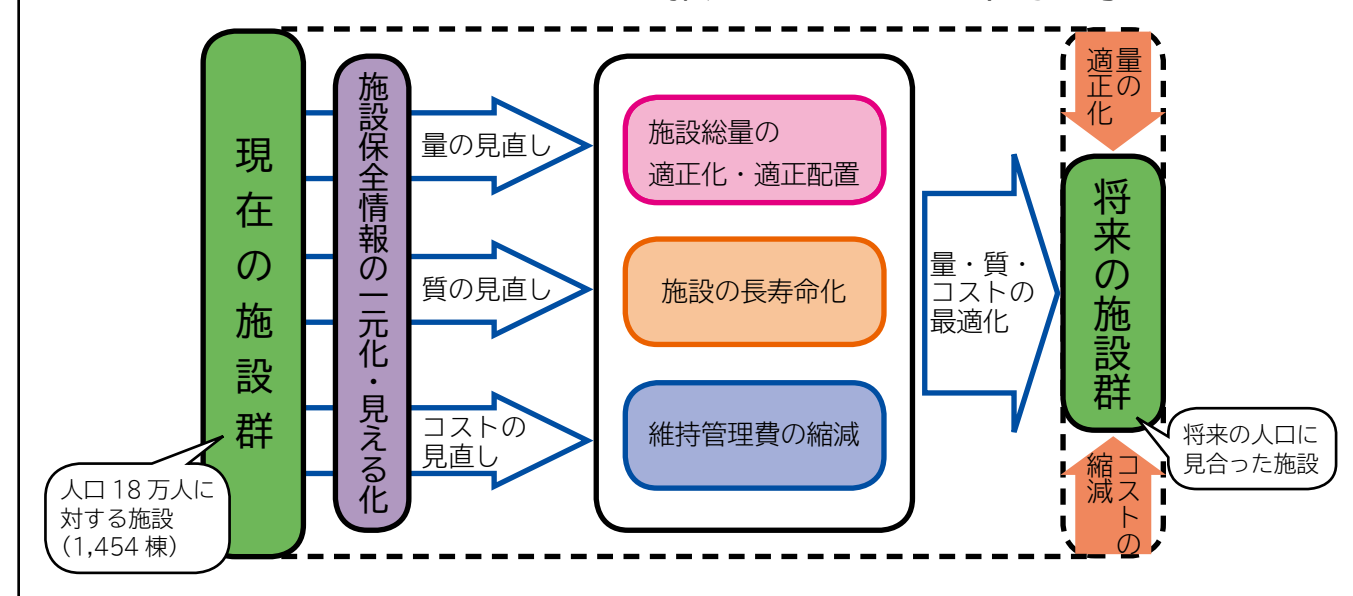 現在の施設群
人口18万人に
対する施設
(1,454棟)
施設保全情報の一元化・見える化
量の見直し
質の見直し
コストの
見直し
施設総量の
適正化・適正配置
施設の長寿命化
維持管理費の縮減
量・質・
コストの
最適化
量の
適正化
将来の施設群
将来の人口に
見合った施設
コストの
縮減